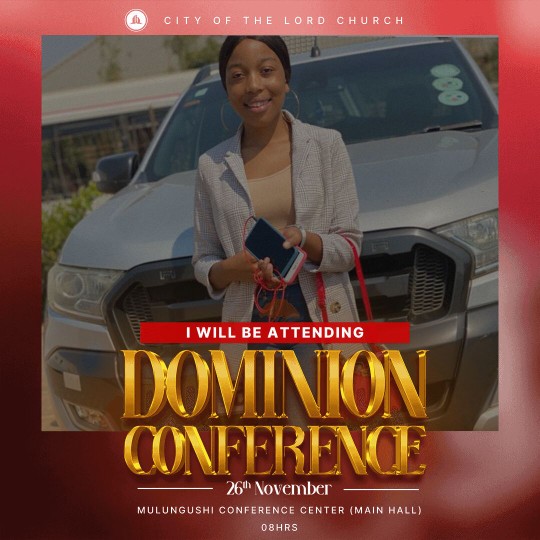 CITY OF THE LORD CHURCH
I WILL BE ATTENDING
DOMINION
CONFERENCE
26th November
MULUNGUSHI CONFERENCE CENTER (MAIN HALL)
08HRS